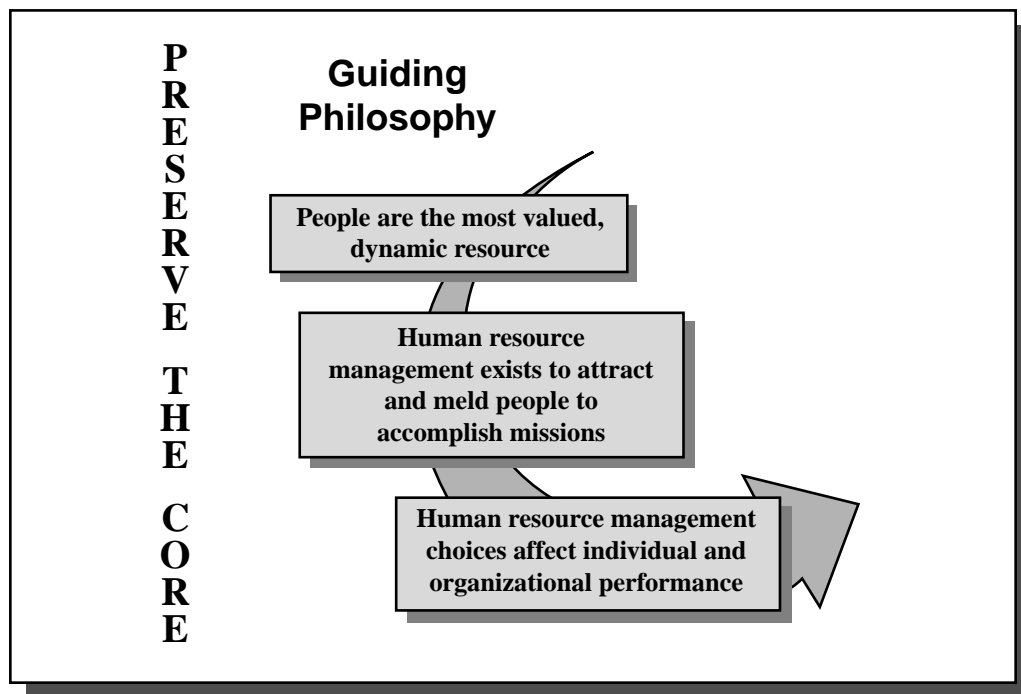 PRESERVE THE CORE
Guiding
Philosophy
People are the most valued,
dynamic resource
Human resource
management exists to attract
and meld people to
accomplish missions
Human resource management
choices affect individual and
organizational performance